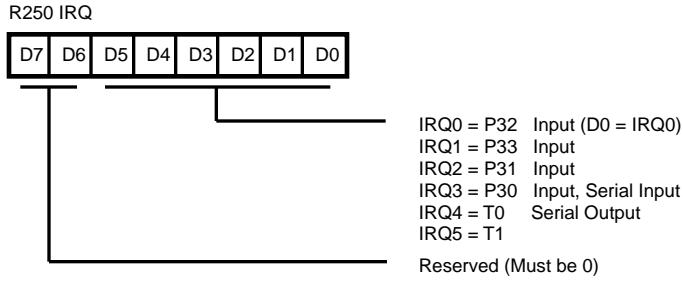 R250 IRQ
D7 D6 D5 D4 D3 D2 D1 D0
IRQ0 = P32 Input (D0 = IRQ0)
IRQ1 = P33 Input
IRQ2 = P31 Input
IRQ3 = P30 Input, Serial Input
IRQ4 = T0 Serial Output
IRQ5 = T1
Reserved (Must be 0)